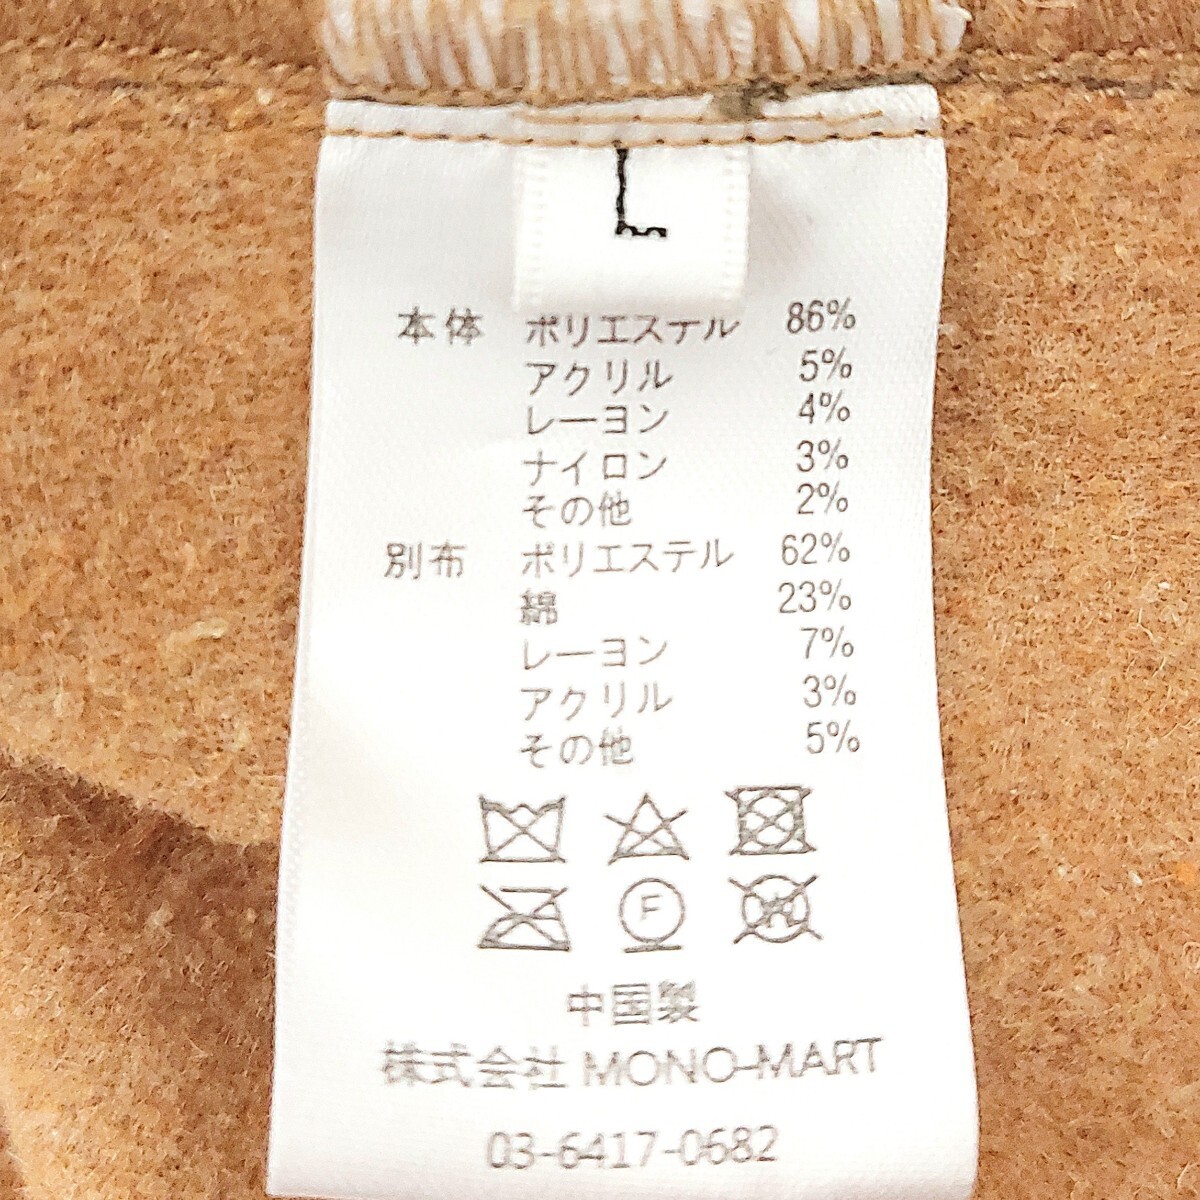 L
本体 ポリエステル 86%
アクリル 5%
レーヨン 4%
ナイロン 3%
その他 2%
別布 ポリエステル 62%
綿 23%
レーヨン 7%
アクリル 3%
その他 5%
F
W
中国製
株式会社 MONO-MART
03-6417-0682